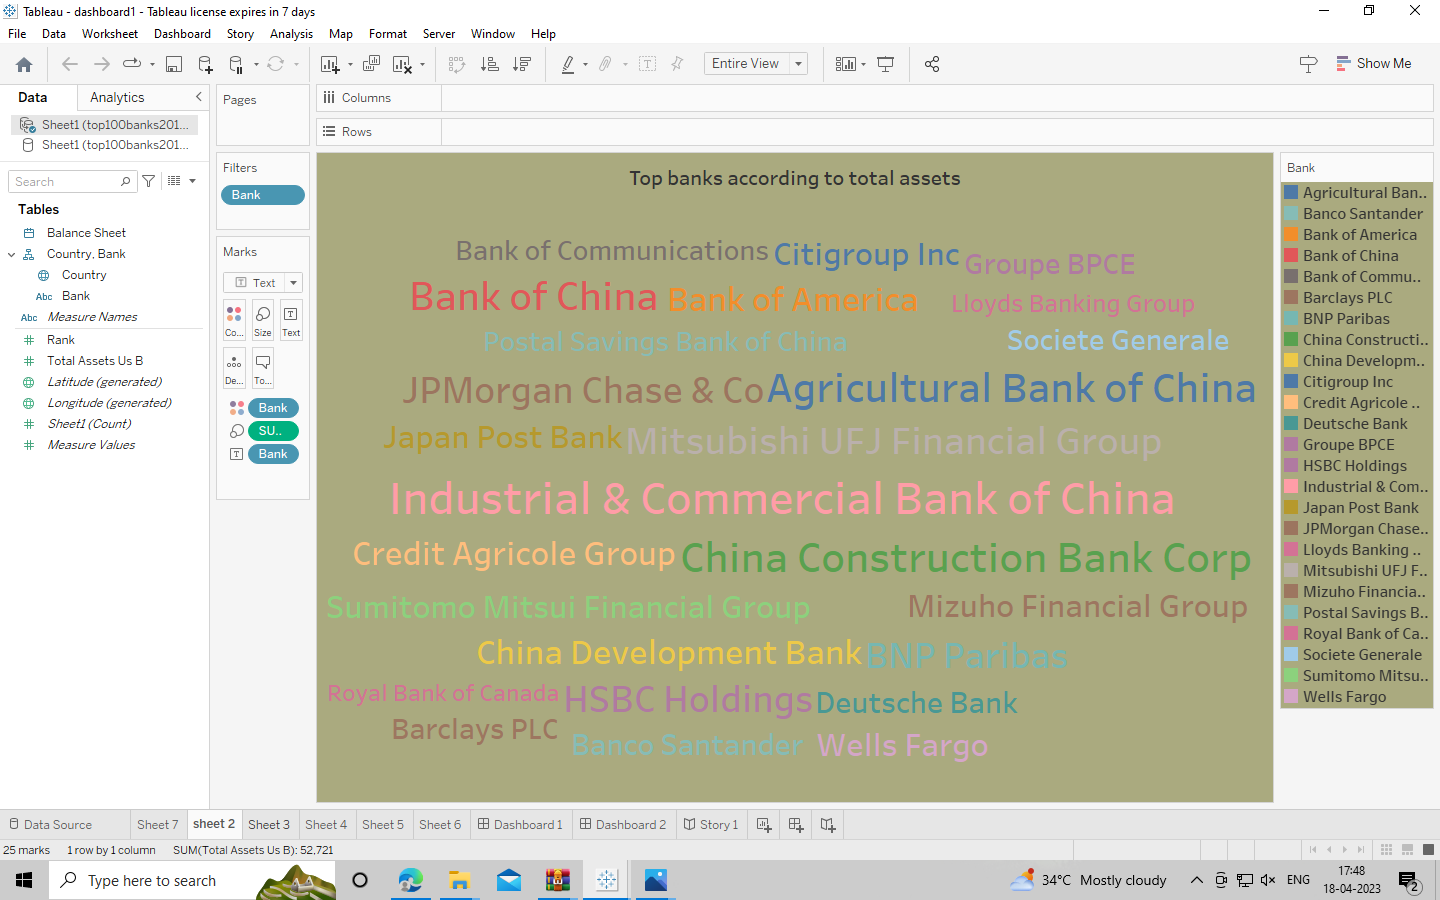 Tableau - dashboard1 - Tableau license expires in 7 days
File Data Worksheet Dashboard Story Analysis Map Format Server Window Help
Entire View
Show Me
Data Analytics
Sheet1 (top100banks201...
Sheet1 (top100banks201...
Search
Tables
Balance Sheet
Country, Bank
Country
Abc Bank
Abc Measure Names
Rank
Total Assets Us B
Latitude (generated)
Longitude (generated)
Sheet1 (Count)
Measure Values
Pages
Filters
Bank
Marks
Text
Co... Size Text
De... To...
Bank
SU..
Bank
Columns
Rows
Top banks according to total assets
Bank of Communications Citigroup Inc Groupe BPCE
Bank of China Bank of America Lloyds Banking Group
Postal Savings Bank of China Societe Generale
JPMorgan Chase & Co Agricultural Bank of China
Japan Post Bank Mitsubishi UFJ Financial Group
Industrial & Commercial Bank of China
Credit Agricole Group China Construction Bank Corp
Sumitomo Mitsui Financial Group Mizuho Financial Group
China Development Bank BNP Paribas
Royal Bank of Canada HSBC Holdings Deutsche Bank
Barclays PLC Banco Santander Wells Fargo
Bank
Agricultural Ban..
Banco Santander
Bank of America
Bank of China
Bank of Commu..
Barclays PLC
BNP Paribas
China Constructi..
China Developm..
Citigroup Inc
Credit Agricole ..
Deutsche Bank
Groupe BPCE
HSBC Holdings
Industrial & Com..
Japan Post Bank
JPMorgan Chase..
Lloyds Banking ..
Mitsubishi UFJ F..
Mizuho Financia..
Postal Savings B..
Royal Bank of Ca..
Societe Generale
Sumitomo Mitsu..
Wells Fargo
Data Source Sheet 7 sheet 2 Sheet 3 Sheet 4 Sheet 5 Sheet 6 Dashboard 1 Dashboard 2 Story 1
25 marks 1 row by 1 column SUM(Total Assets Us B): 52,721
Type here to search
34°C Mostly cloudy
ENG
17:48
18-04-2023
2